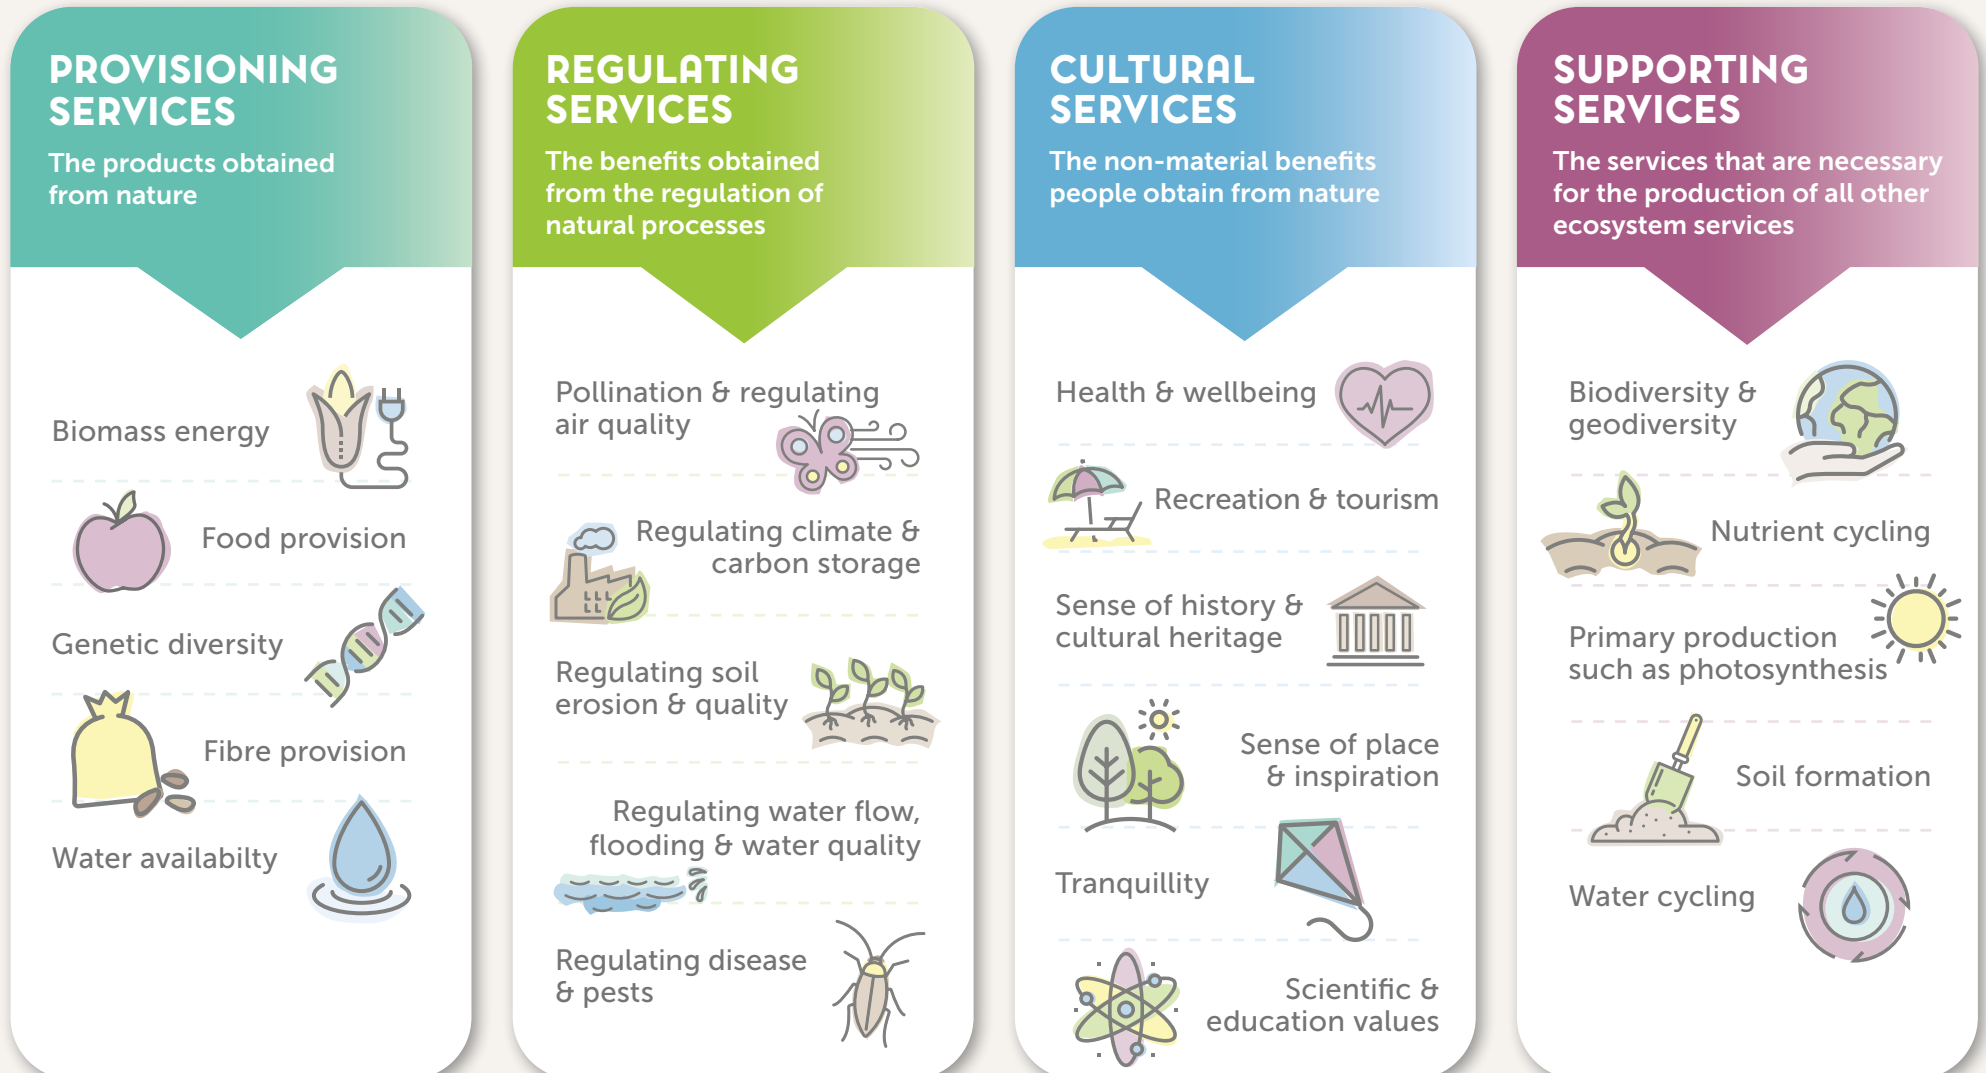 PROVISIONING
SERVICES
The products obtained
from nature
Biomass energy
Food provision
Genetic diversity
Fibre provision
Water availabilty
REGULATING
SERVICES
The benefits obtained
from the regulation of
natural processes
Pollination & regulating
air quality
Regulating climate &
carbon storage
Regulating soil
erosion & quality
Regulating water flow,
flooding & water quality
Regulating disease
& pests
CULTURAL
SERVICES
The non-material benefits
people obtain from nature
Health & wellbeing
Recreation & tourism
Sense of history &
cultural heritage
Sense of place
& inspiration
Tranquillity
Scientific &
education values
SUPPORTING
SERVICES
The services that are necessary
for the production of all other
ecosystem services
Biodiversity &
geodiversity
Nutrient cycling
Primary production
such as photosynthesis
Soil formation
Water cycling